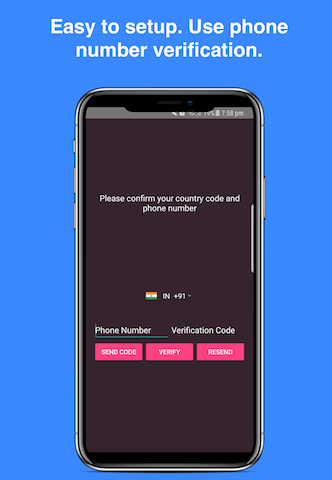 Easy to setup. Use phone
number verification.
19% 7:58 pm
Please confirm your country code and
phone number
IN +91
Phone Number Verification Code
SEND CODE VERIFY RESEND